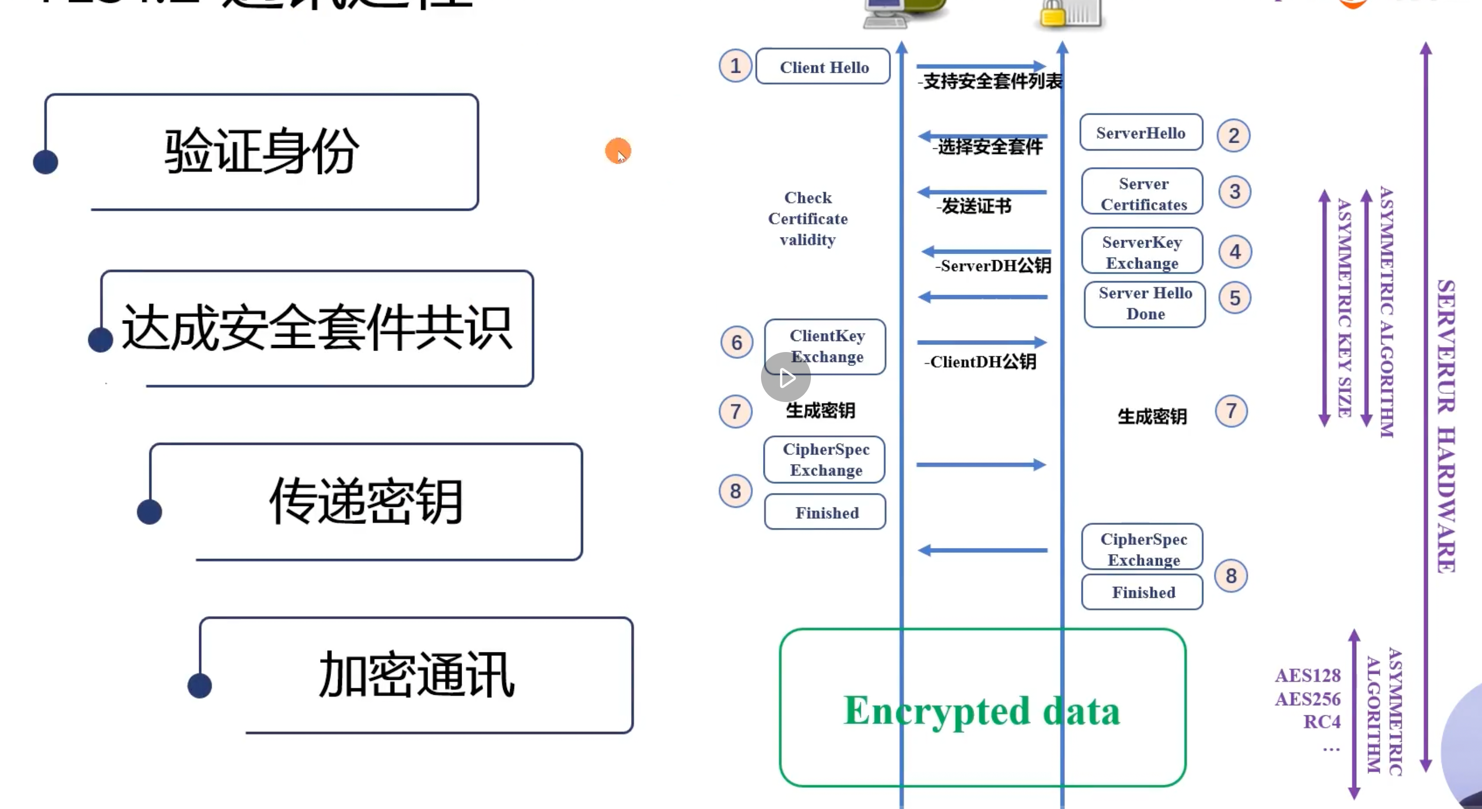 验证身份
达成安全套件共识
传递密钥
加密通讯
1
Client Hello
-支持安全套件列表
ServerHello
2
-选择安全套件
Server
Certificates
3
-发送证书
Check
Certificate
validity
ServerKey
Exchange
4
-ServerDH公钥
Server Hello
Done
5
6
ClientKey
Exchange
-ClientDH公钥
7
生成密钥
生成密钥
7
CipherSpec
Exchange
8
Finished
CipherSpec
Exchange
8
Finished
Encrypted data
ASYMMETRIC KEY SIZE
ASYMMETRIC ALGORITHM
SERVERUR HARDWARE
AES128
AES256
RC4
...
ASYMMETRIC
ALGORITHM